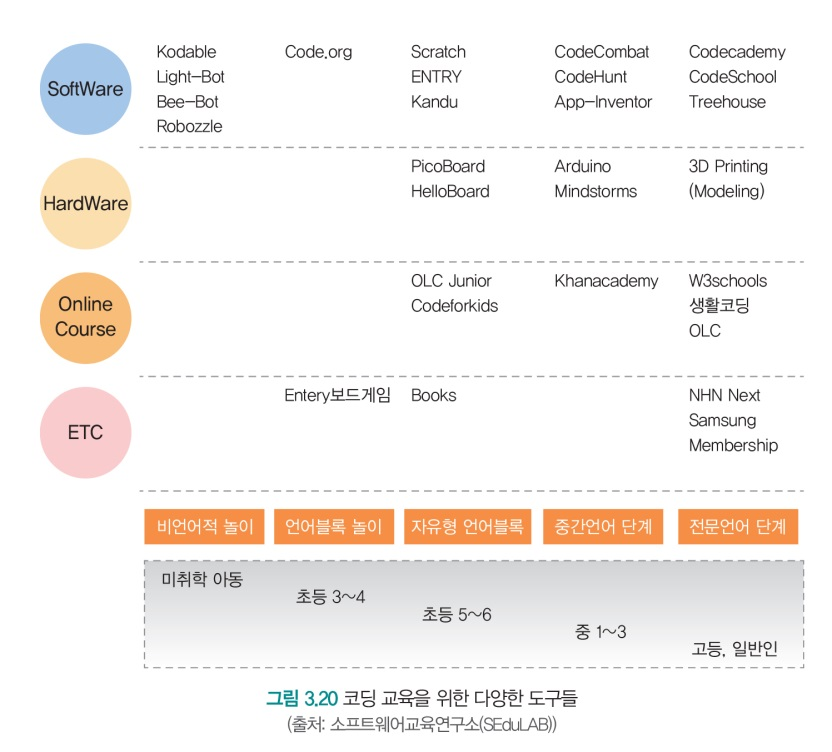 SoftWare
Kodable
Light-Bot
Bee-Bot
Robozzle
Code.org
Scratch
ENTRY
Kandu
CodeCombat
CodeHunt
App-Inventor
Codecademy
CodeSchool
Treehouse
HardWare
PicoBoard
HelloBoard
Arduino
Mindstorms
3D Printing
(Modeling)
Online
Course
OLC Junior
Codeforkids
Khanacademy
W3schools
생활코딩
OLC
ETC
Entery보드게임
Books
NHN Next
Samsung
Membership
비언어적 놀이
언어블록 놀이
자유형 언어블록
중간언어 단계
전문언어 단계
미취학 아동
초등 3~4
초등 5~6
중 1~3
고등, 일반인
그림 3.20 코딩 교육을 위한 다양한 도구들
(출처: 소프트웨어교육연구소(SEduLAB))